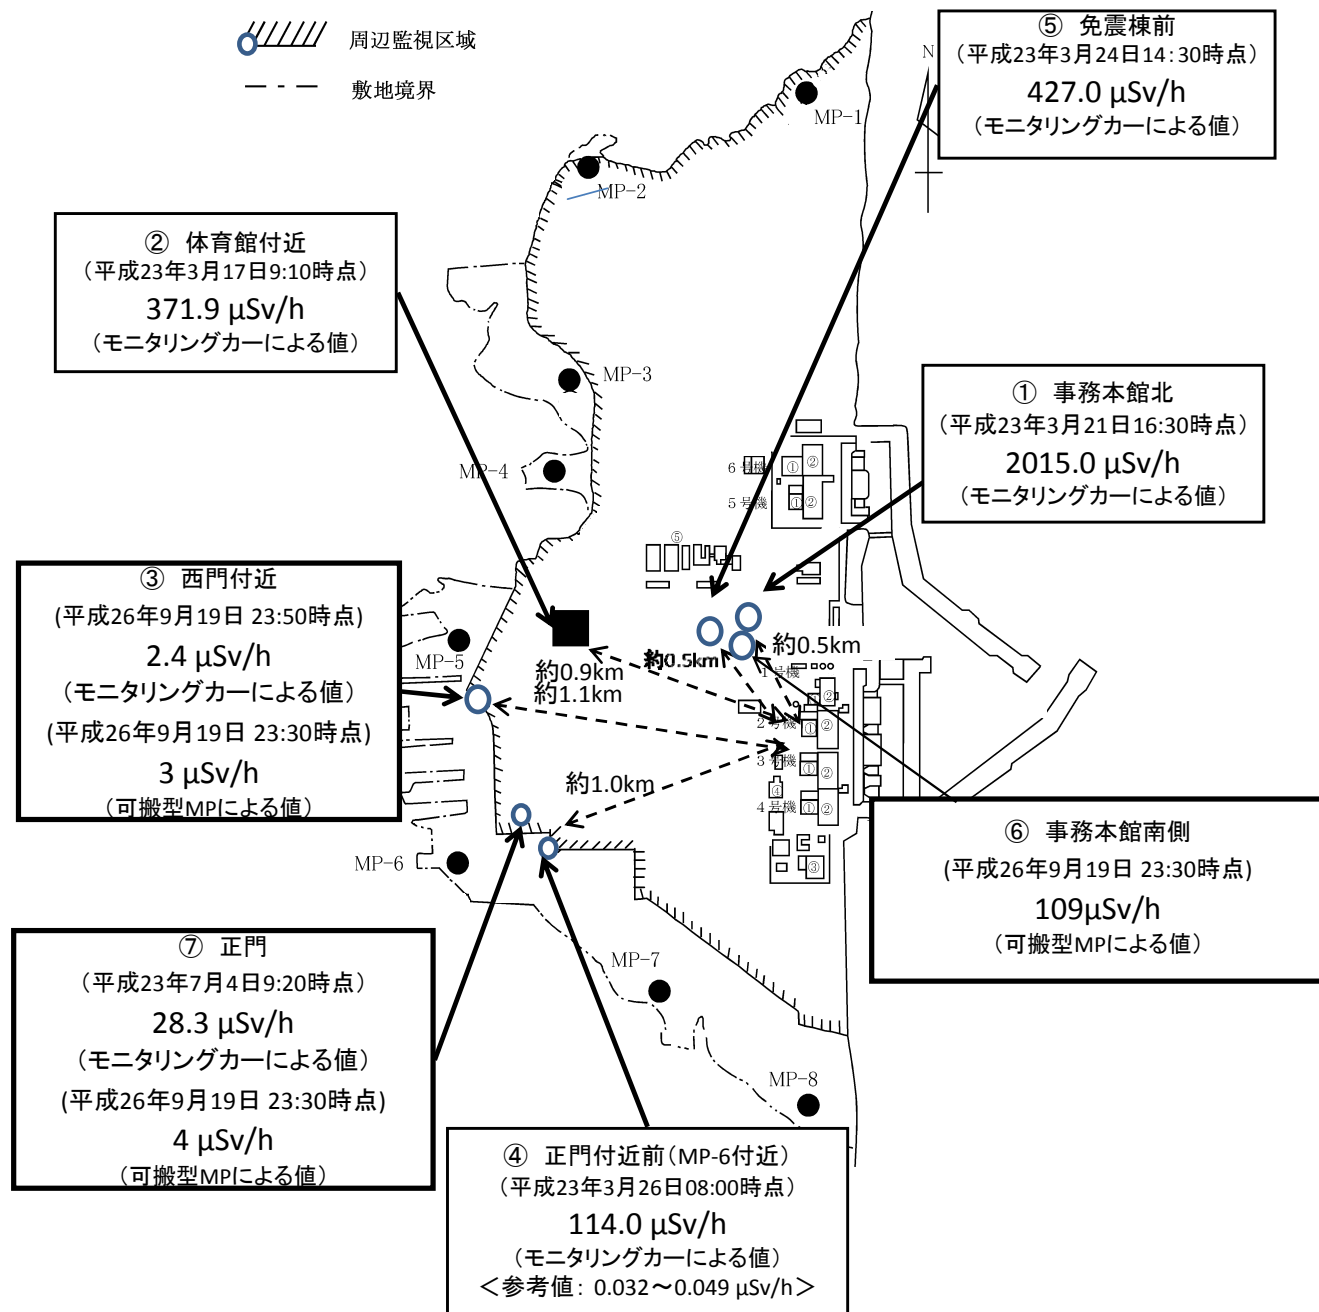 周辺監視区域
敷地境界
⑤ 免震棟前
（平成23年3月24日14:30時点）
427.0 µSv/h
（モニタリングカーによる値）
N
MP-1
MP-2
② 体育館付近
（平成23年3月17日9:10時点）
371.9 µSv/h
（モニタリングカーによる値）
MP-3
① 事務本館北
（平成23年3月21日16:30時点）
2015.0 µSv/h
（モニタリングカーによる値）
MP-4
6号機
① ②
5号機
① ②
⑤
③ 西門付近
(平成26年9月19日 23:50時点)
2.4 µSv/h
（モニタリングカーによる値）
(平成26年9月19日 23:30時点)
3 µSv/h
（可搬型MPによる値）
MP-5
約0.9km
約1.1km
約0.5km
約0.5km
1号機
②
2号機
① ②
3号機
① ②
④
4号機
① ②
③
約1.0km
MP-6
⑥ 事務本館南側
(平成26年9月19日 23:30時点)
109µSv/h
（可搬型MPによる値）
⑦ 正門
（平成23年7月4日9:20時点）
28.3 µSv/h
（モニタリングカーによる値）
(平成26年9月19日 23:30時点)
4 µSv/h
（可搬型MPによる値）
MP-7
MP-8
④ 正門付近前（MP-6付近）
（平成23年3月26日08:00時点）
114.0 µSv/h
（モニタリングカーによる値）
＜参考値：0.032～0.049 µSv/h＞